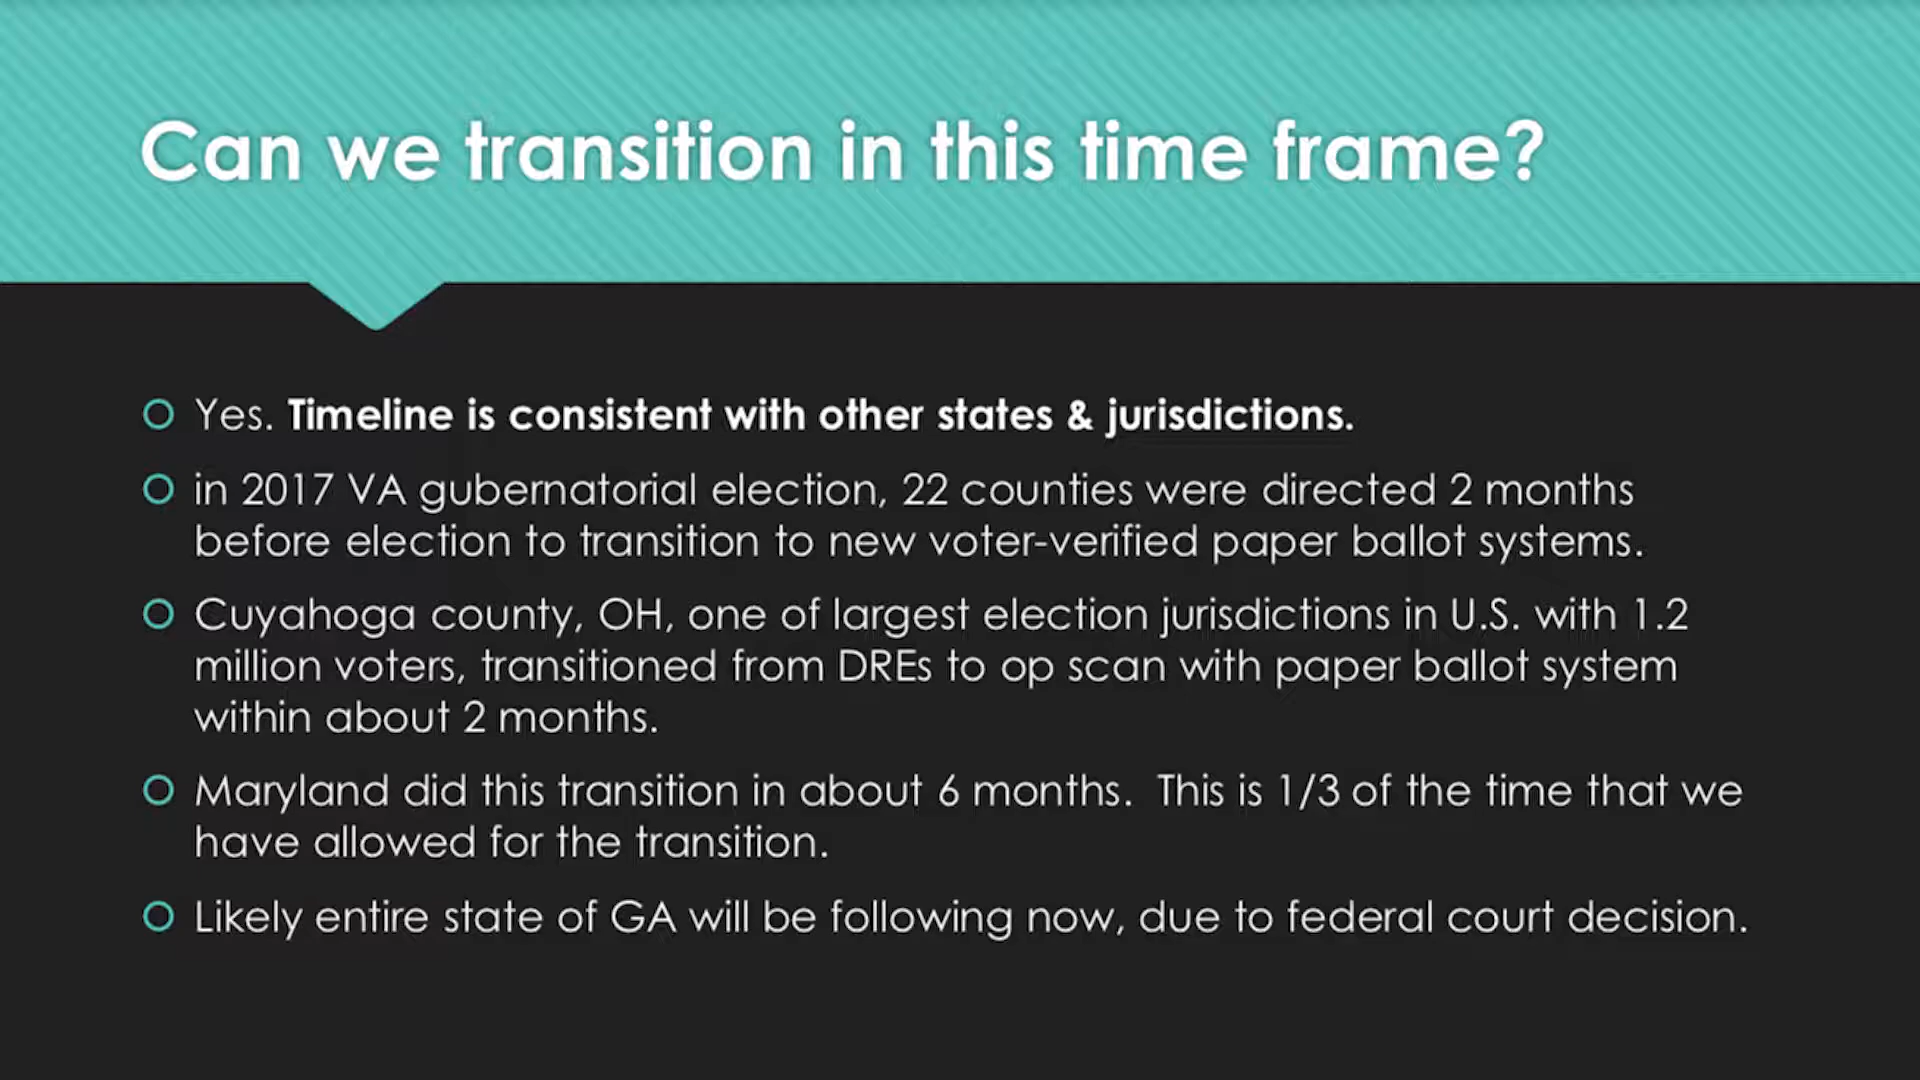 Can we transition in this time frame?
Yes. Timeline is consistent with other states & jurisdictions.
in 2017 VA gubernatorial election, 22 counties were directed 2 months
before election to transition to new voter-verified paper ballot systems.
Cuyahoga county, OH, one of largest election jurisdictions in U.S. with 1.2
million voters, transitioned from DREs to op scan with paper ballot system
within about 2 months.
Maryland did this transition in about 6 months.  This is 1/3 of the time that we
have allowed for the transition.
Likely entire state of GA will be following now, due to federal court decision.